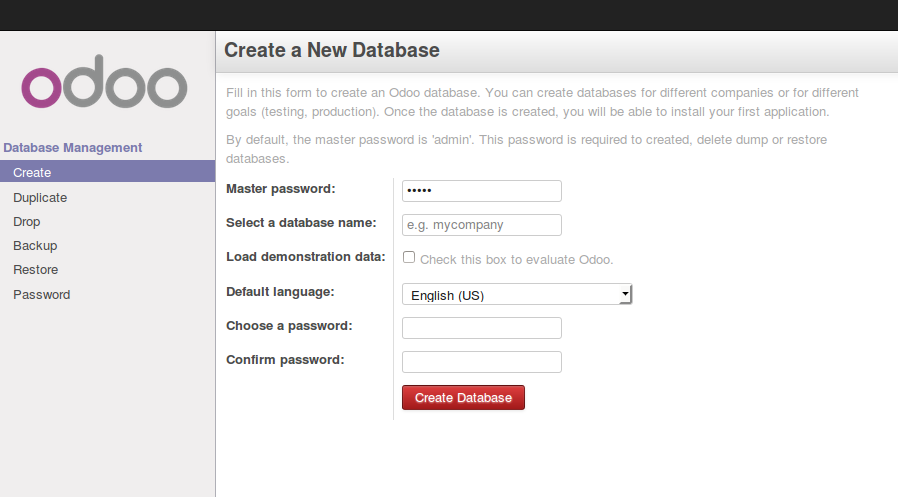 odoo
Database Management
Create
Duplicate
Drop
Backup
Restore
Password
Create a New Database
Fill in this form to create an Odoo database. You can create databases for different companies or for different
goals (testing, production). Once the database is created, you will be able to install your first application.
By default, the master password is 'admin'. This password is required to created, delete dump or restore
databases.
Master password: •••••
Select a database name: e.g. mycompany
Load demonstration data: Check this box to evaluate Odoo.
Default language: English (US)
Choose a password:
Confirm password:
Create Database